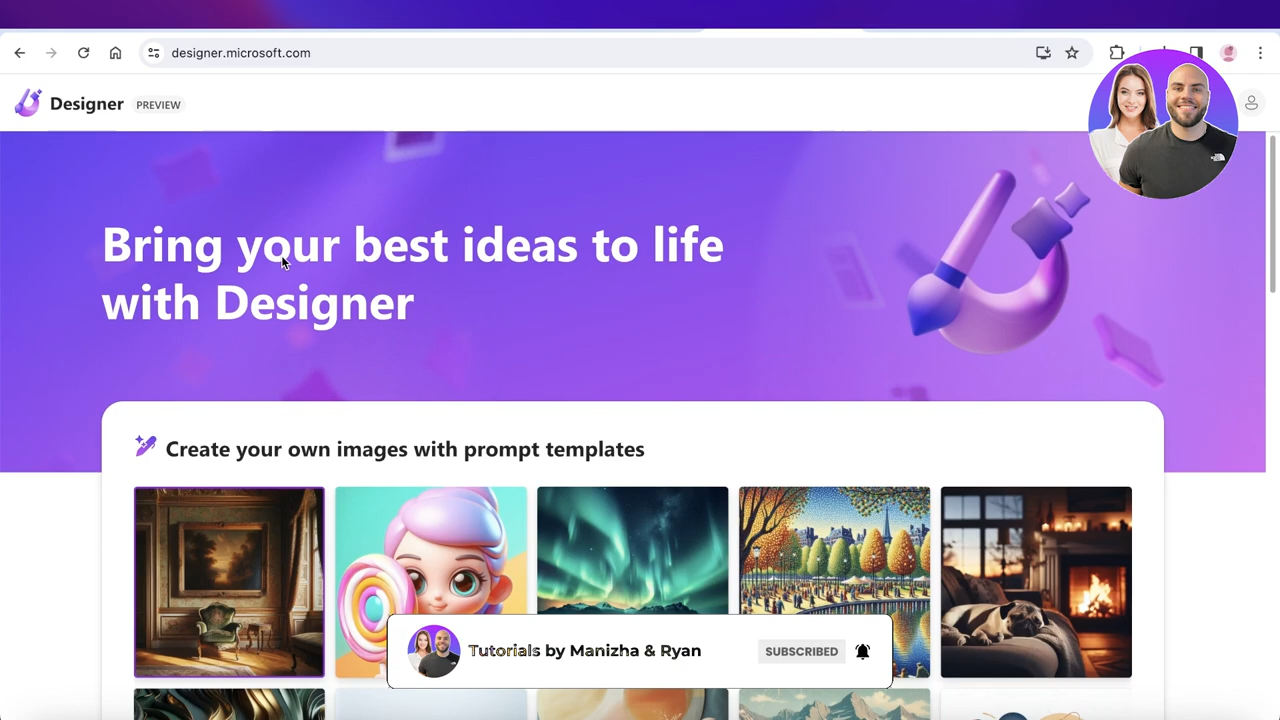 designer.microsoft.com
Designer PREVIEW
Bring your best ideas to life
with Designer
Create your own images with prompt templates
Tutorials by Manizha & Ryan
SUBSCRIBED